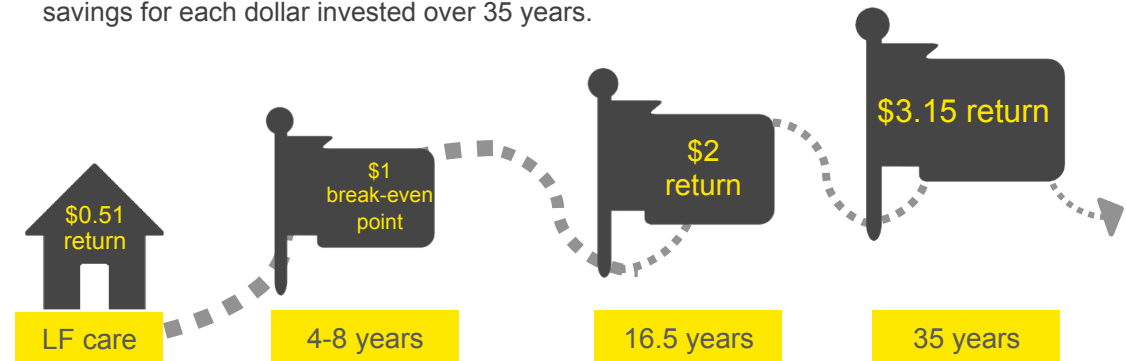 savings for each dollar invested over 35 years.
$0.51
return
$1
break-even
point
$2
return
$3.15 return
LF care
4-8 years
16.5 years
35 years